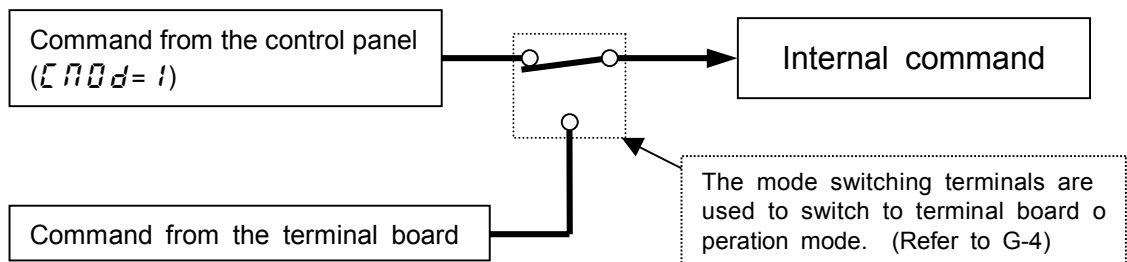 Command from the control panel
(CMOd= 1)
Internal command
The mode switching terminals are
used to switch to terminal board o
peration mode. (Refer to G-4)
Command from the terminal board